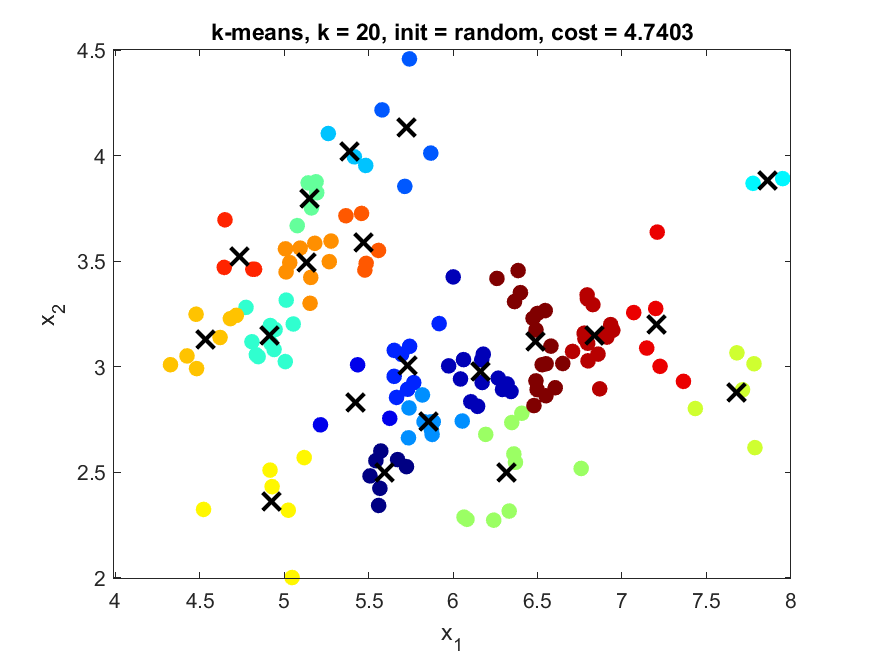 k-means, k = 20, init = random, cost = 4.7403
4.5
4
3.5
3
2.5
2
x2
4 4.5 5 5.5 6 6.5 7 7.5 8
x1